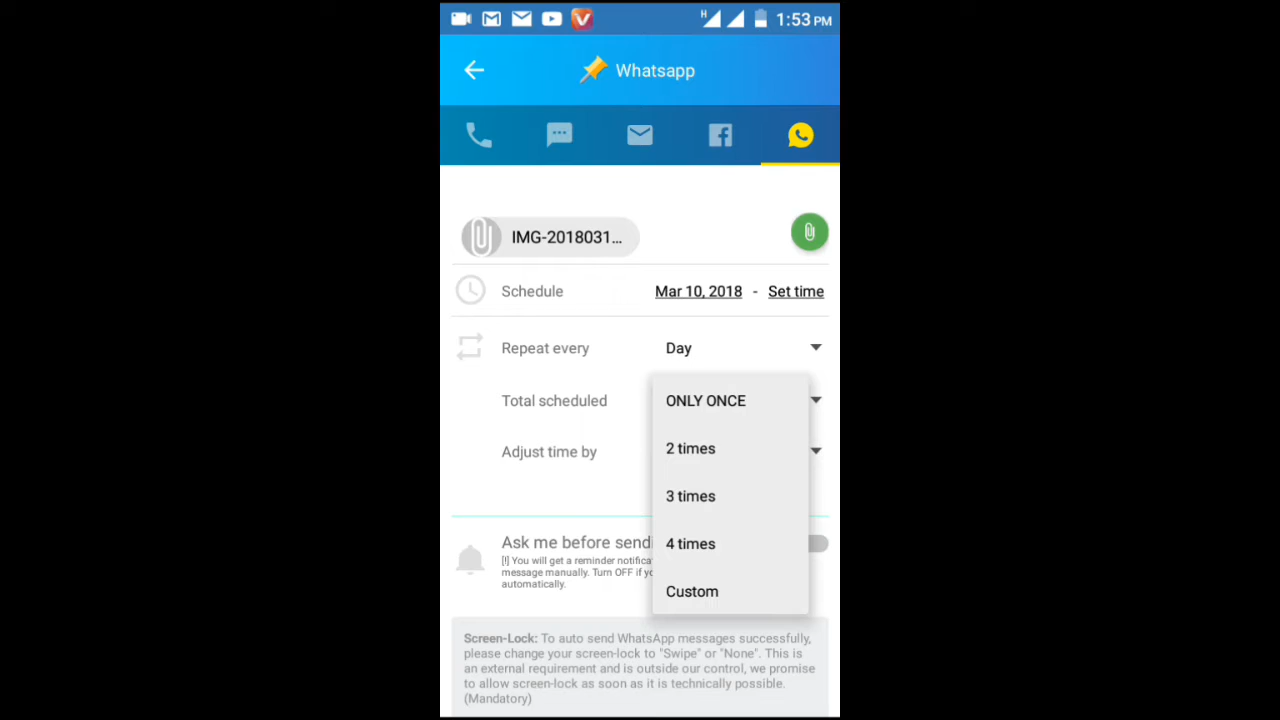 H 1:53 PM
Whatsapp
IMG-2018031...
Schedule Mar 10, 2018 - Set time
Repeat every Day
Total scheduled ONLY ONCE
2 times
Adjust time by
3 times
4 times
Ask me before sendi
[!] You will get a reminder notifica
message manually. Turn OFF if yo
automatically.
Custom
Screen-Lock: To auto send WhatsApp messages successfully,
please change your screen-lock to "Swipe" or "None". This is
an external requirement and is outside our control, we promise
to allow screen-lock as soon as it is technically possible.
(Mandatory)